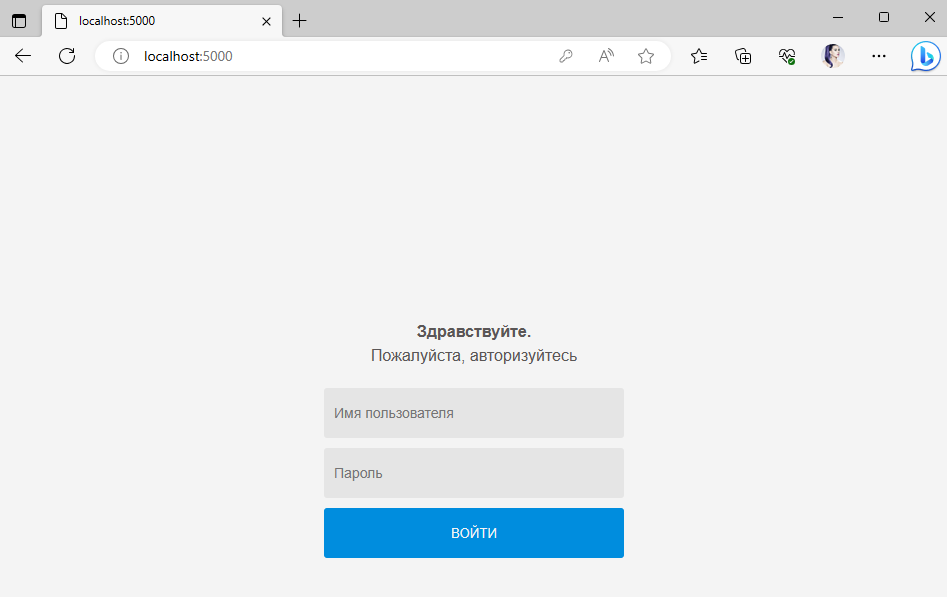 localhost:5000
localhost:5000
Здравствуйте.
Пожалуйста, авторизуйтесь
Имя пользователя
Пароль
ВОЙТИ